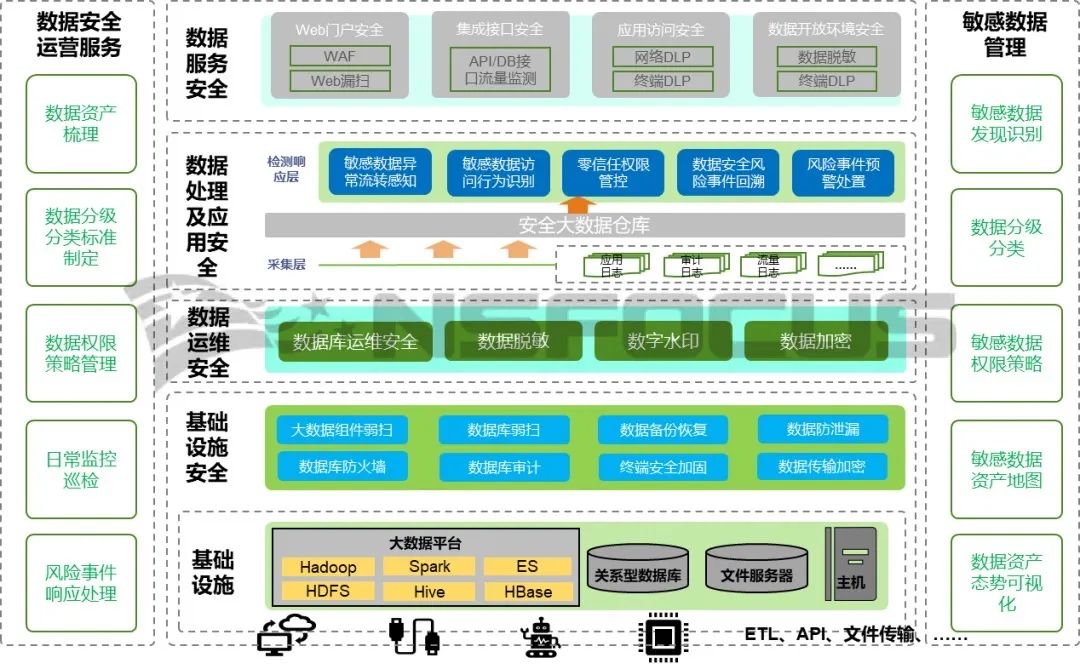 数据安全
运营服务
数据资产
梳理
数据分级
分类标准
制定
数据权限
策略管理
日常监控
巡检
风险事件
响应处理
数据
服务
安全
Web门户安全
WAF
Web漏扫
集成接口安全
API/DB接
口流量监测
应用访问安全
网络DLP
终端DLP
数据开放环境安全
数据脱敏
终端DLP
数据
处理
及应
用安
全
检测响
应层
敏感数据异
常流转感知
敏感数据访
问行为识别
零信任权限
管控
数据安全风
险事件回溯
风险事件预
警处置
安全大数据仓库
采集层
应用
日志
审计
日志
流量
日志
......
NSFOCUS
数据
运维
安全
数据库运维安全
数据脱敏
数字水印
数据加密
基础
设施
安全
大数据组件弱扫
数据库弱扫
数据备份恢复
数据防泄漏
数据库防火墙
数据库审计
终端安全加固
数据传输加密
基础
设施
大数据平台
Hadoop
Spark
ES
HDFS
Hive
HBase
关系型数据库
文件服务器
主机
ETL、API、文件传输、……
敏感数据
管理
敏感数据
发现识别
数据分级
分类
敏感数据
权限策略
敏感数据
资产地图
数据资产
态势可视
化